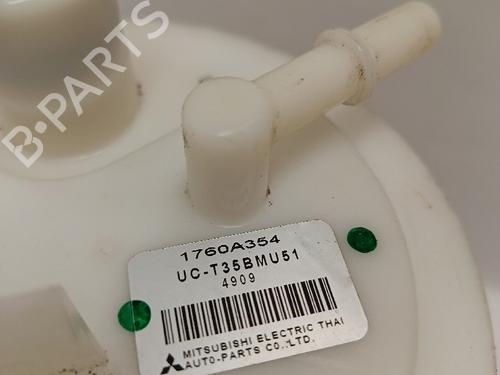 B-PARTS
1760A354
UC-T35BMU51
4909
MITSUBISHI ELECTRIC THAI
AUTO-PARTS CO.,LTD.